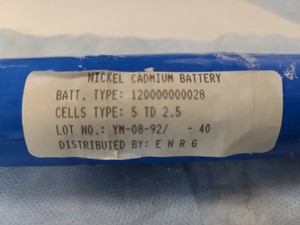 NICKEL CADMIUM BATTERY
BATT. TYPE: 120000000028
CELLS TYPE: 5 TD 2.5
LOT NO.: YM-08-92/ - 40
DISTRIBUTED BY: E N R G